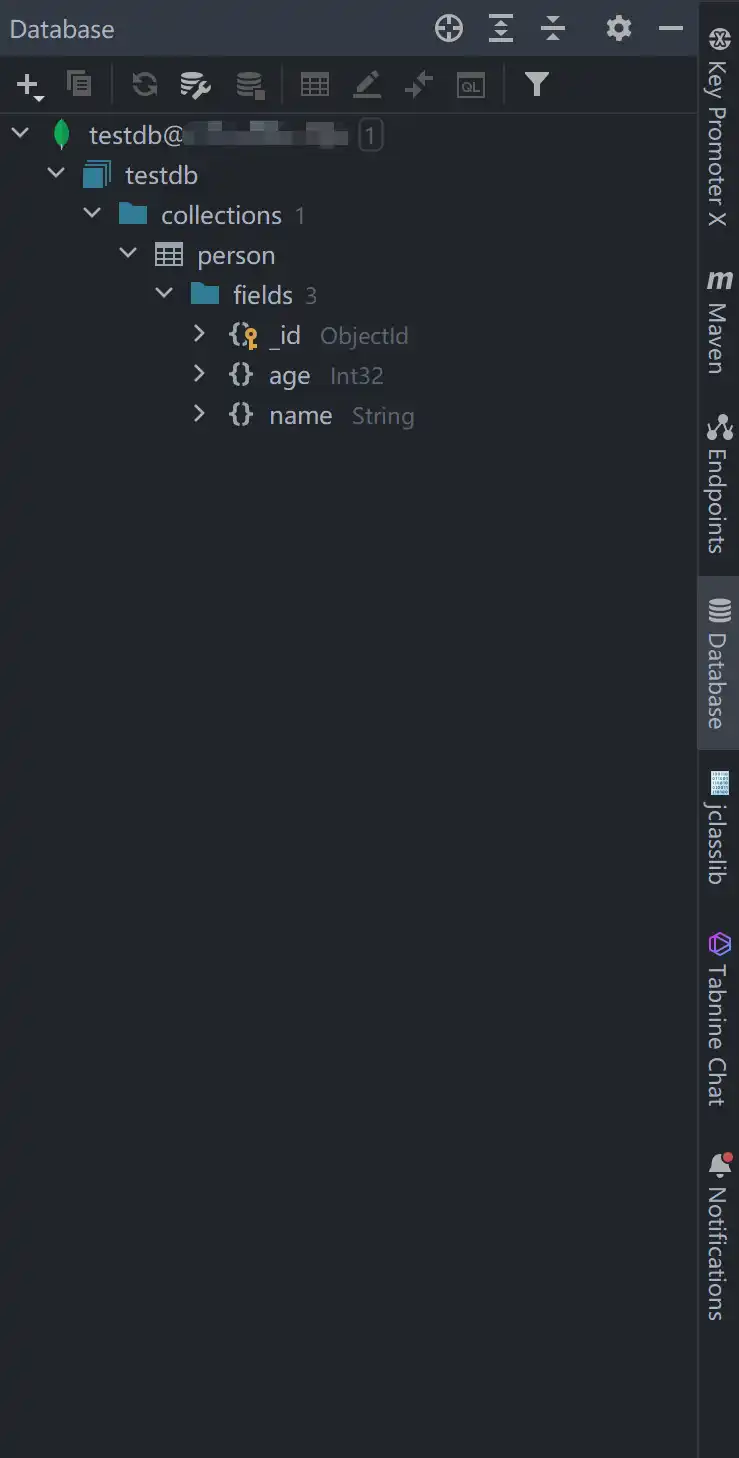 Database
QL
testdb@ 1
testdb
collections 1
person
fields 3
_id ObjectId
age Int32
name String
Key Promoter X
m Maven
Endpoints
Database
jclasslib
Tabnine Chat
Notifications